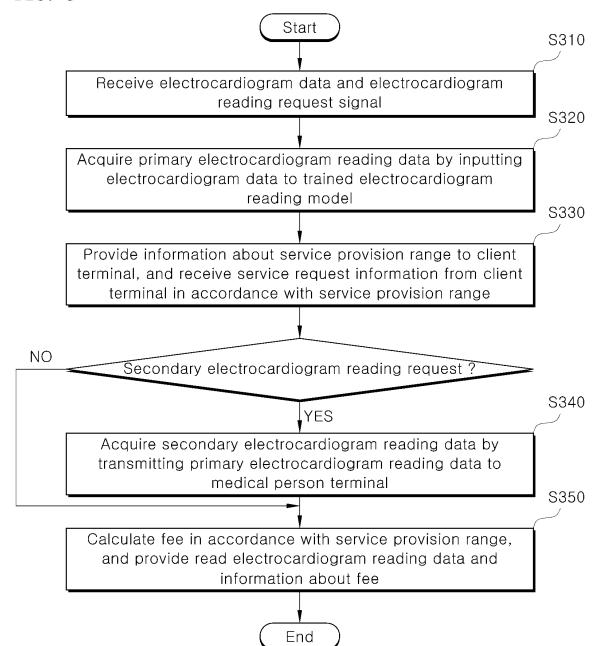 Start
S310
Receive electrocardiogram data and electrocardiogram
reading request signal
S320
Acquire primary electrocardiogram reading data by inputting
electrocardiogram data to trained electrocardiogram
reading model
S330
Provide information about service provision range to client
terminal, and receive service request information from client
terminal in accordance with service provision range
NO
Secondary electrocardiogram reading request ?
YES
S340
Acquire secondary electrocardiogram reading data by
transmitting primary electrocardiogram reading data to
medical person terminal
S350
Calculate fee in accordance with service provision range,
and provide read electrocardiogram reading data and
information about fee
End